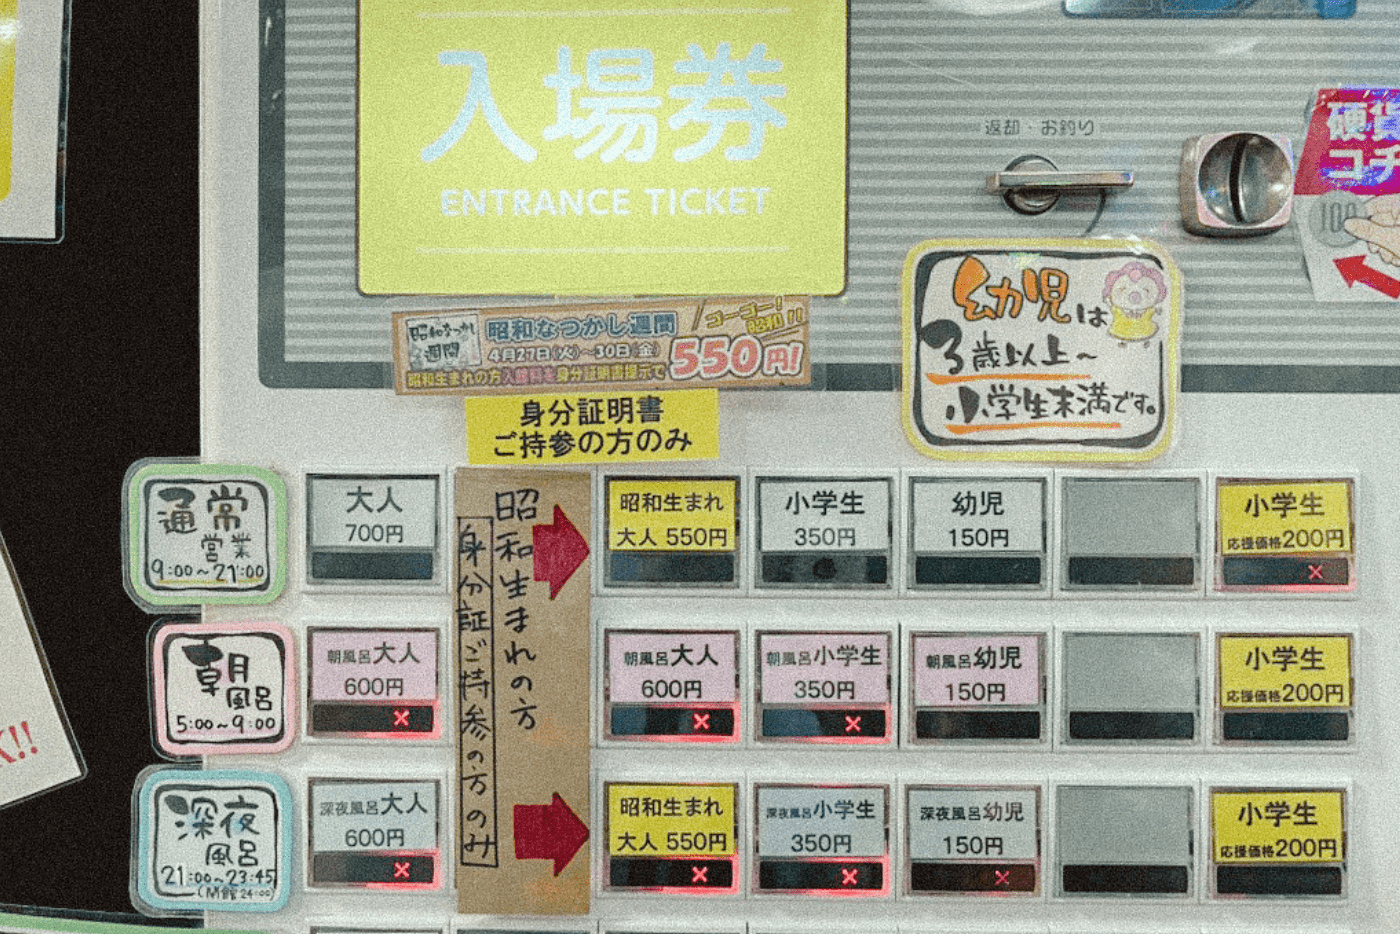 入場券
ENTRANCE TICKET
返却・お釣り
硬貨
コチ
100
幼児は
3歳以上~
小学生未満です。
昭和なつかし
週間
昭和なつかし週間
ゴーゴー!
昭和!!
4月27日(火)~30日(金)
550円!
昭和生まれの方入館料を身分証明書提示で
身分証明書
ご持参の方のみ
通常
営業
9:00~21:00
大人
700円
昭和生まれの方
身分証ご持参の方のみ
昭和生まれ
大人 550円
小学生
350円
幼児
150円
小学生
応援価格200円
×
朝
風呂
5:00~9:00
朝風呂大人
600円
×
朝風呂大人
600円
×
朝風呂小学生
350円
×
朝風呂幼児
150円
小学生
応援価格200円
深夜
風呂
21:00~23:45
(閉館24:00)
深夜風呂大人
600円
×
昭和生まれ
大人 550円
×
深夜風呂小学生
350円
×
深夜風呂幼児
150円
×
小学生
応援価格200円
!!